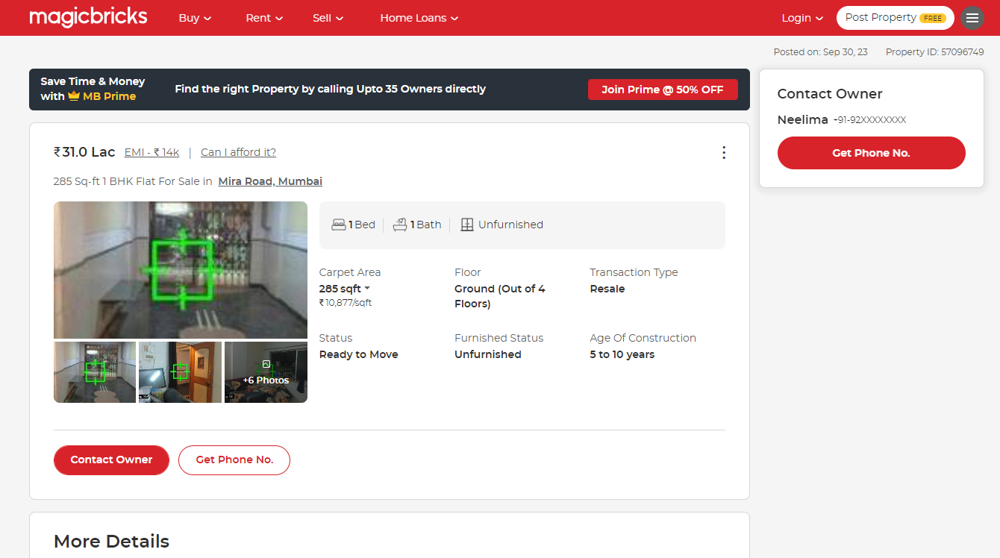 magicbricks
Buy
Rent
Sell
Home Loans
Login
Post Property FREE
Posted on: Sep 30, 23
Property ID: 57096749
Save Time & Money
with MB Prime
Find the right Property by calling Upto 35 Owners directly
Join Prime @ 50% OFF
Contact Owner
Neelima +91-92XXXXXXXX
Get Phone No.
₹31.0 Lac
EMI - ₹ 14k | Can I afford it?
285 Sq-ft 1 BHK Flat For Sale in Mira Road, Mumbai
1 Bed
1 Bath
Unfurnished
Carpet Area
285 sqft
₹10,877/sqft
Floor
Ground (Out of 4
Floors)
Transaction Type
Resale
Status
Ready to Move
Furnished Status
Unfurnished
Age Of Construction
5 to 10 years
+6 Photos
Contact Owner
Get Phone No.
More Details